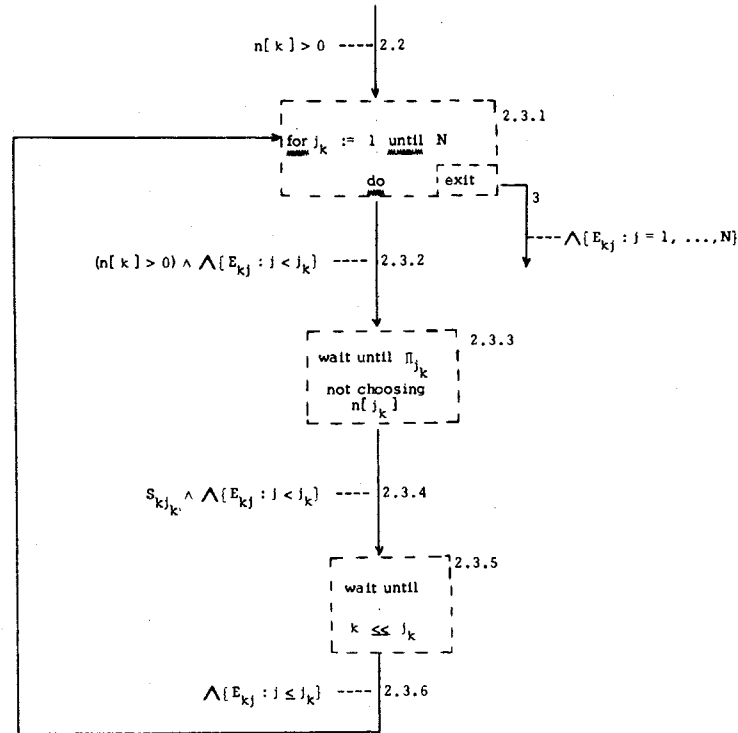 n[ k ] > 0 ---- 2.2
2.3.1
for j_k := 1 until N
do exit
3
---- ⋀{E_kj : j = 1, ...,N}
(n[ k ] > 0) ∧ ⋀{E_kj : j < j_k} ---- 2.3.2
2.3.3
wait until Π_j_k
not choosing
n[ j_k ]
S_kj_k ∧ ⋀{E_kj : j < j_k} ---- 2.3.4
2.3.5
wait until
k ≤≤ j_k
⋀{E_kj : j ≤ j_k} ---- 2.3.6